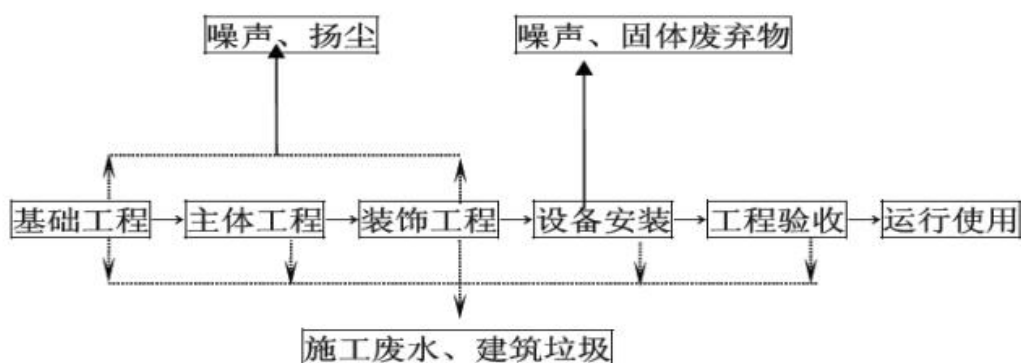 噪声、扬尘
噪声、固体废弃物
基础工程
主体工程
装饰工程
设备安装
工程验收
运行使用
施工废水、建筑垃圾